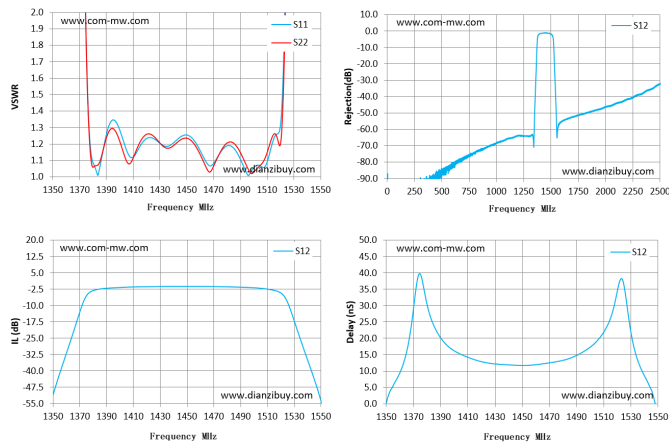 www.com-mw.com
S11
S22
VSWR
2.0
1.9
1.8
1.7
1.6
1.5
1.4
1.3
1.2
1.1
1.0
www.dianzibuy.com
1350 1370 1390 1410 1430 1450 1470 1490 1510 1530 1550
Frequency MHz
www.com-mw.com
S12
Rejection(dB)
10.0
0.0
-10.0
-20.0
-30.0
-40.0
-50.0
-60.0
-70.0
-80.0
-90.0
www.dianzibuy.com
0 250 500 750 1000 1250 1500 1750 2000 2250 2500
Frequency MHz
www.com-mw.com
S12
IL (dB)
20.0
12.5
5.0
-2.5
-10.0
-17.5
-25.0
-32.5
-40.0
-47.5
-55.0
www.dianzibuy.com
1350 1370 1390 1410 1430 1450 1470 1490 1510 1530 1550
Frequency MHz
www.com-mw.com
S12
Delay (nS)
50.0
45.0
40.0
35.0
30.0
25.0
20.0
15.0
10.0
5.0
0.0
www.dianzibuy.com
1350 1370 1390 1410 1430 1450 1470 1490 1510 1530 1550
Frequency MHz